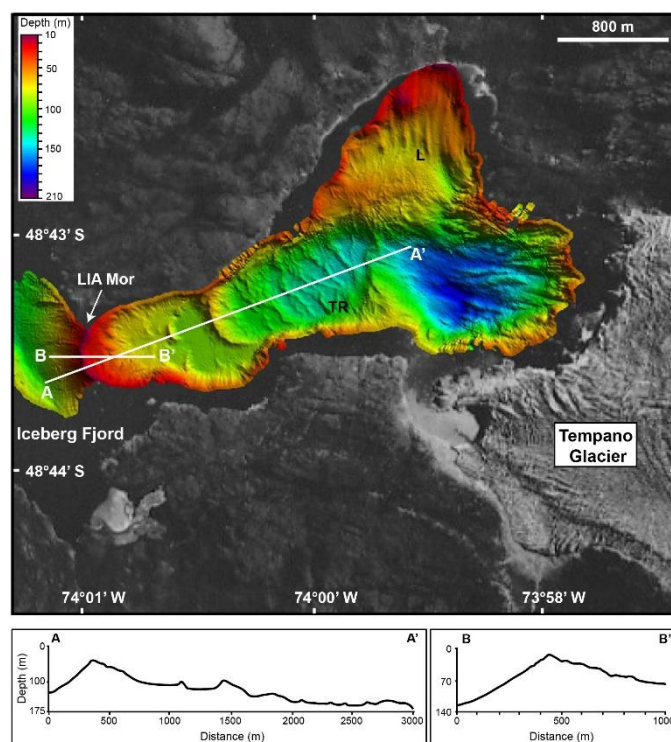 Depth (m)
10
50
100
150
210
800 m
L
48°43' S
A'
LIA Mor
TR
B
B'
A
Iceberg Fjord
Tempano
Glacier
48°44' S
74°01' W
74°00' W
73°58' W
A
A'
0
100
175
Depth (m)
0
500
1000
1500
2000
2500
3000
Distance (m)
B
B'
0
70
140
0
500
1000
Distance (m)